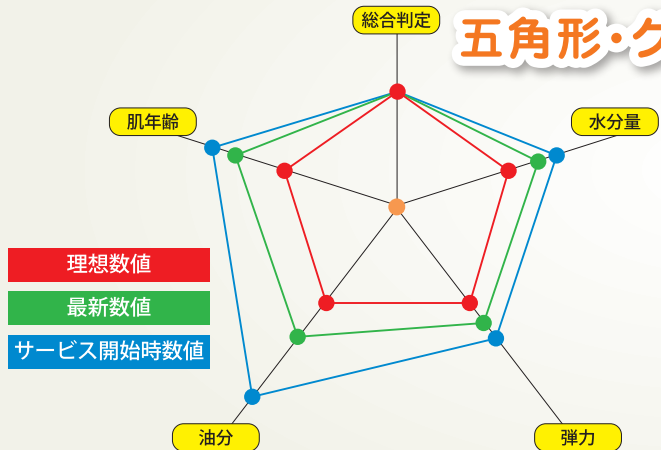 総合判定
五角形・グ
肌年齢
水分量
理想数値
最新数値
サービス開始時数値
油分
弾力